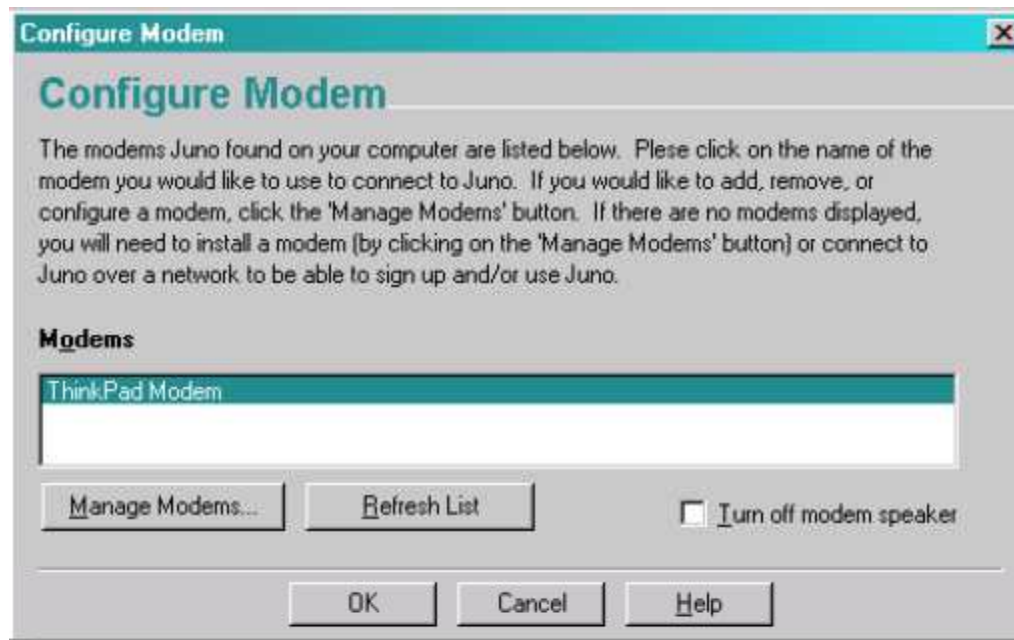 Configure Modem
Configure Modem
The modems Juno found on your computer are listed below. Plese click on the name of the
modem you would like to use to connect to Juno. If you would like to add, remove, or
configure a modem, click the 'Manage Modems' button. If there are no modems displayed,
you will need to install a modem (by clicking on the 'Manage Modems' button) or connect to
Juno over a network to be able to sign up and/or use Juno.
Modems
ThinkPad Modem
Manage Modems... Refresh List Turn off modem speaker
OK Cancel Help